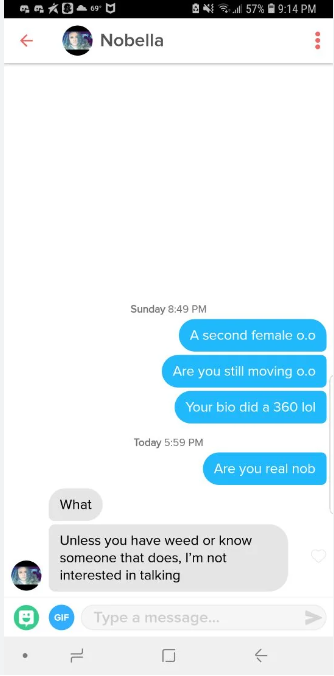 69° 57% 9:14 PM
Nobella
Sunday 8:49 PM
A second female o.o
Are you still moving o.o
Your bio did a 360 lol
Today 5:59 PM
Are you real nob
What
Unless you have weed or know
someone that does, I'm not
interested in talking
GIF
Type a message...